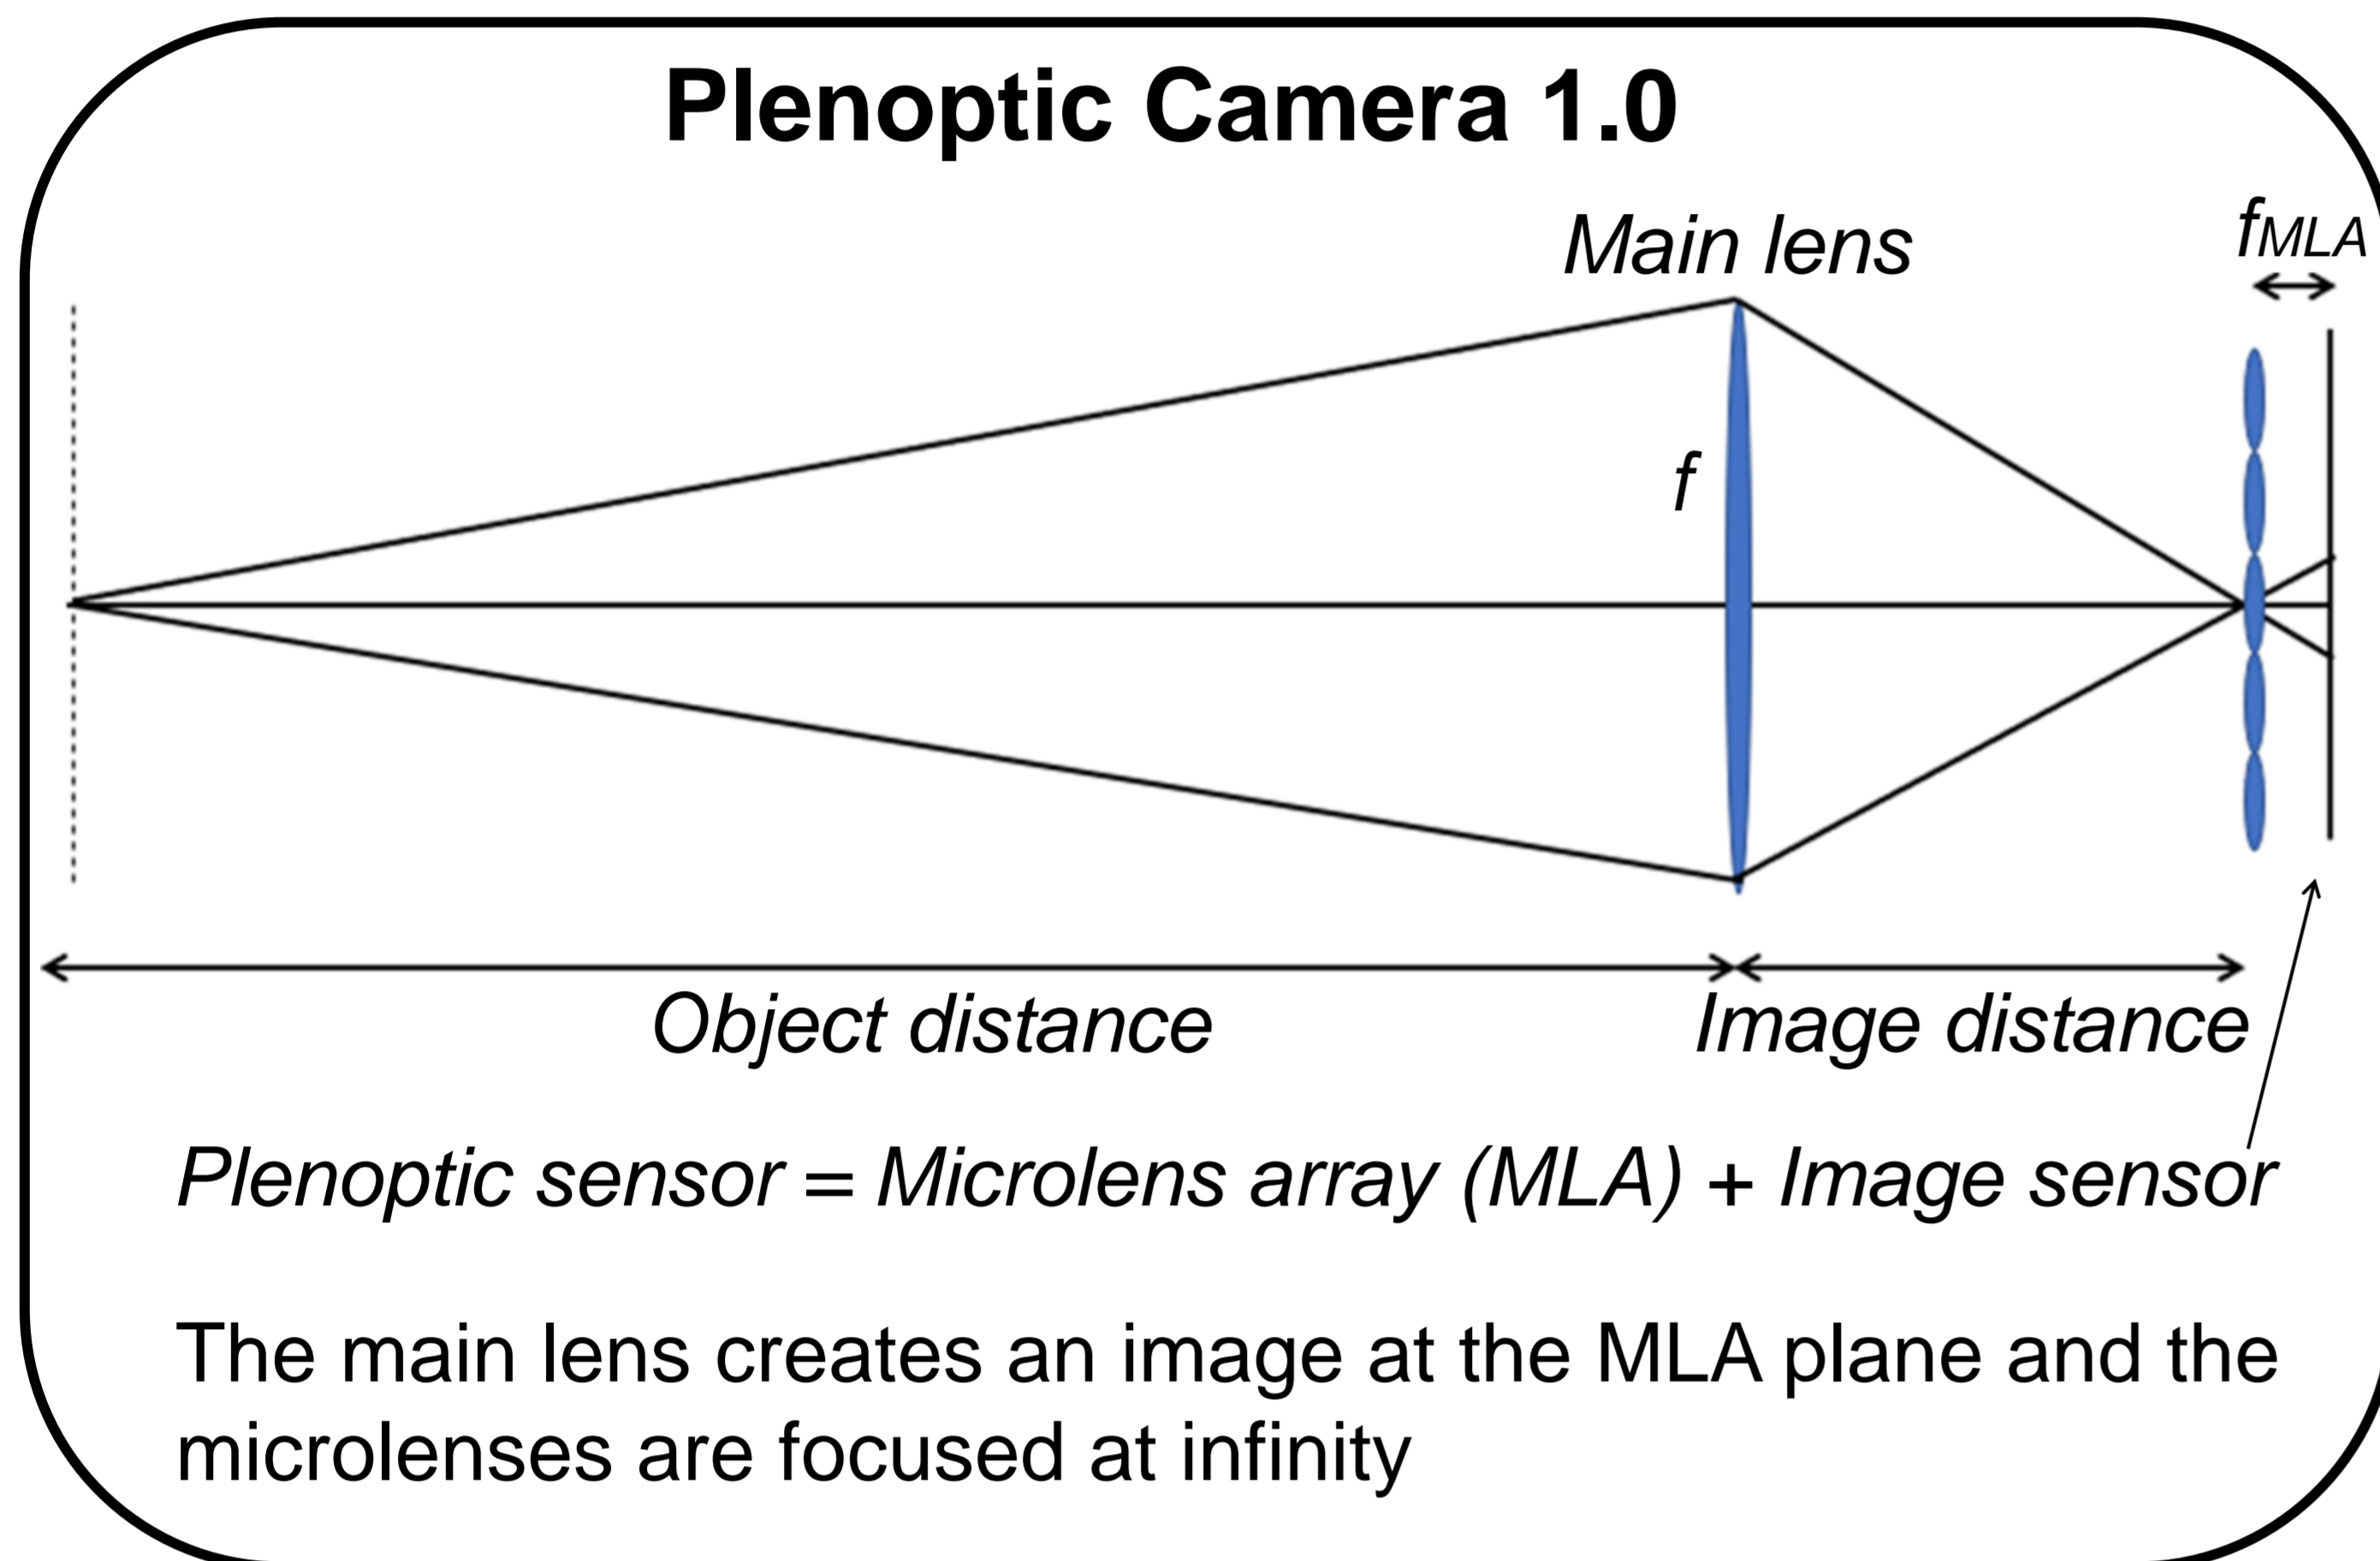 Plenoptic Camera 1.0
Main lens
fMLA
f
Object distance
Image distance
Plenoptic sensor = Microlens array (MLA) + Image sensor
The main lens creates an image at the MLA plane and the
microlenses are focused at infinity